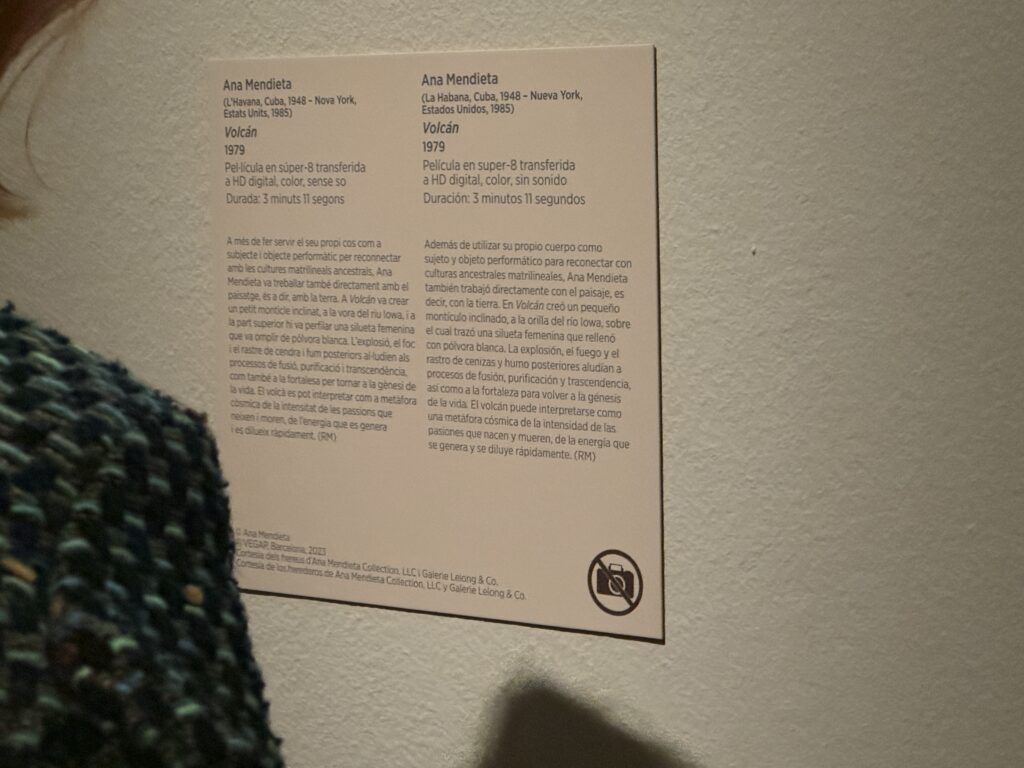 Ana Mendieta
(L'Havana, Cuba, 1948 – Nova York,
Estats Units, 1985)
Volcán
1979
Pel·lícula en súper-8 transferida
a HD digital, color, sense so
Durada: 3 minuts 11 segons
A més de fer servir el seu propi cos com a
subjecte i objecte performàtic per reconnectar
amb les cultures matrilineals ancestrals, Ana
Mendieta va treballar també directament amb el
paisatge, és a dir, amb la terra. A Volcán va crear
un petit monticle inclinat, a la vora del riu Iowa, i a
la part superior hi va perfilar una silueta femenina
que va omplir de pólvora blanca. L'explosió, el foc
i el rastre de cendra i fum posteriors al·ludien als
processos de fusió, purificació i transcendència,
com també a la fortalesa per tornar a la gènesi de
la vida. El volcà es pot interpretar com a metàfora
còsmica de la intensitat de les passions que
neixen i moren, de l'energia que es genera
i es dilueix ràpidament. (RM)
Ana Mendieta
(La Habana, Cuba, 1948 – Nueva York,
Estados Unidos, 1985)
Volcán
1979
Película en super-8 transferida
a HD digital, color, sin sonido
Duración: 3 minutos 11 segundos
Además de utilizar su propio cuerpo como
sujeto y objeto performático para reconectar con
culturas ancestrales matrilineales, Ana Mendieta
también trabajó directamente con el paisaje, es
decir, con la tierra. En Volcán creó un pequeño
montículo inclinado, a la orilla del río Iowa, sobre
el cual trazó una silueta femenina que rellenó
con pólvora blanca. La explosión, el fuego y el
rastro de cenizas y humo posteriores aludían a
procesos de fusión, purificación y trascendencia,
así como a la fortaleza para volver a la génesis
de la vida. El volcán puede interpretarse como
una metáfora cósmica de la intensidad de las
pasiones que nacen y mueren, de la energía que
se genera y se diluye rápidamente. (RM)
© Ana Mendieta
© VEGAP, Barcelona, 2023
Cortesia dels hereus d'Ana Mendieta Collection, LLC i Galerie Lelong & Co.
Cortesía de los herederos de Ana Mendieta Collection, LLC y Galerie Lelong & Co.